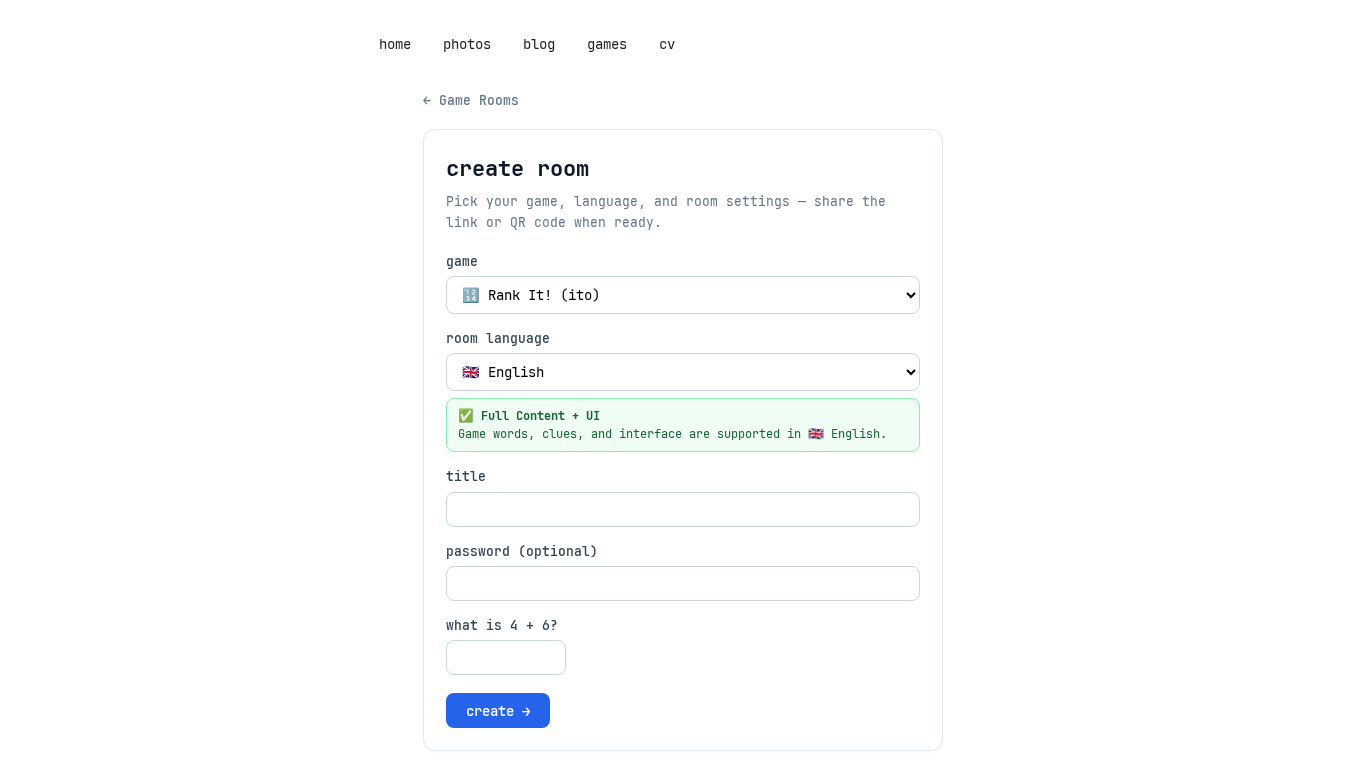 home photos blog games cv
← Game Rooms
create room
Pick your game, language, and room settings — share the
link or QR code when ready.
game
🔢 Rank It! (ito)
room language
🇬🇧 English
✅ Full Content + UI
Game words, clues, and interface are supported in 🇬🇧 English.
title
password (optional)
what is 4 + 6?
create →